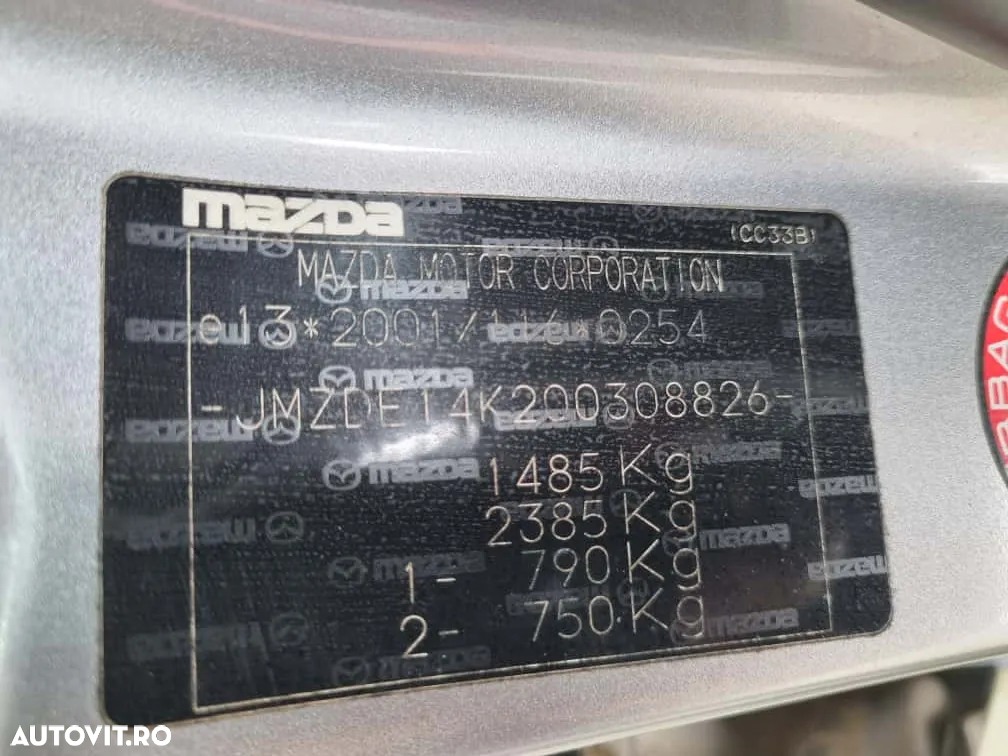 mazda
(CC33B)
MAZDA MOTOR CORPORATION
e13*2001/116*0254
-JMZDE14K200308826-
1485 Kg
2385 Kg
1- 790 Kg
2- 750 Kg
AUTOVIT.RO